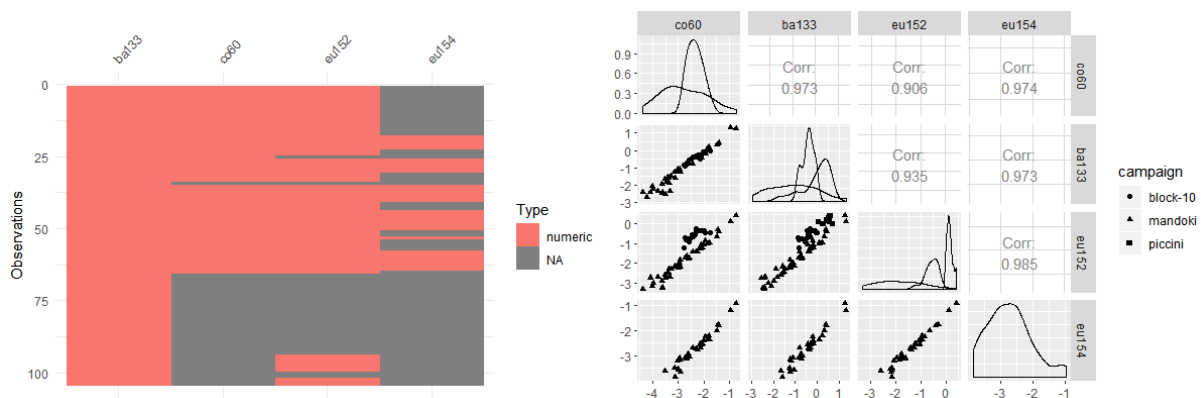 ba133
co60
eu152
eu154
0
25
50
75
100
Observations
Type
numeric
NA
co60
ba133
eu152
eu154
0.9
0.6
0.3
0.0
Corr:
0.973
Corr:
0.906
Corr:
0.974
co60
1
0
-1
-2
-3
Corr:
0.935
Corr:
0.973
ba133
0
-1
-2
-3
Corr:
0.985
eu152
-1
-2
-3
eu154
-4 -3 -2 -1
-3 -2 -1 0 1
-3 -2 -1 0
-3 -2 -1
campaign
block-10
mandoki
piccini